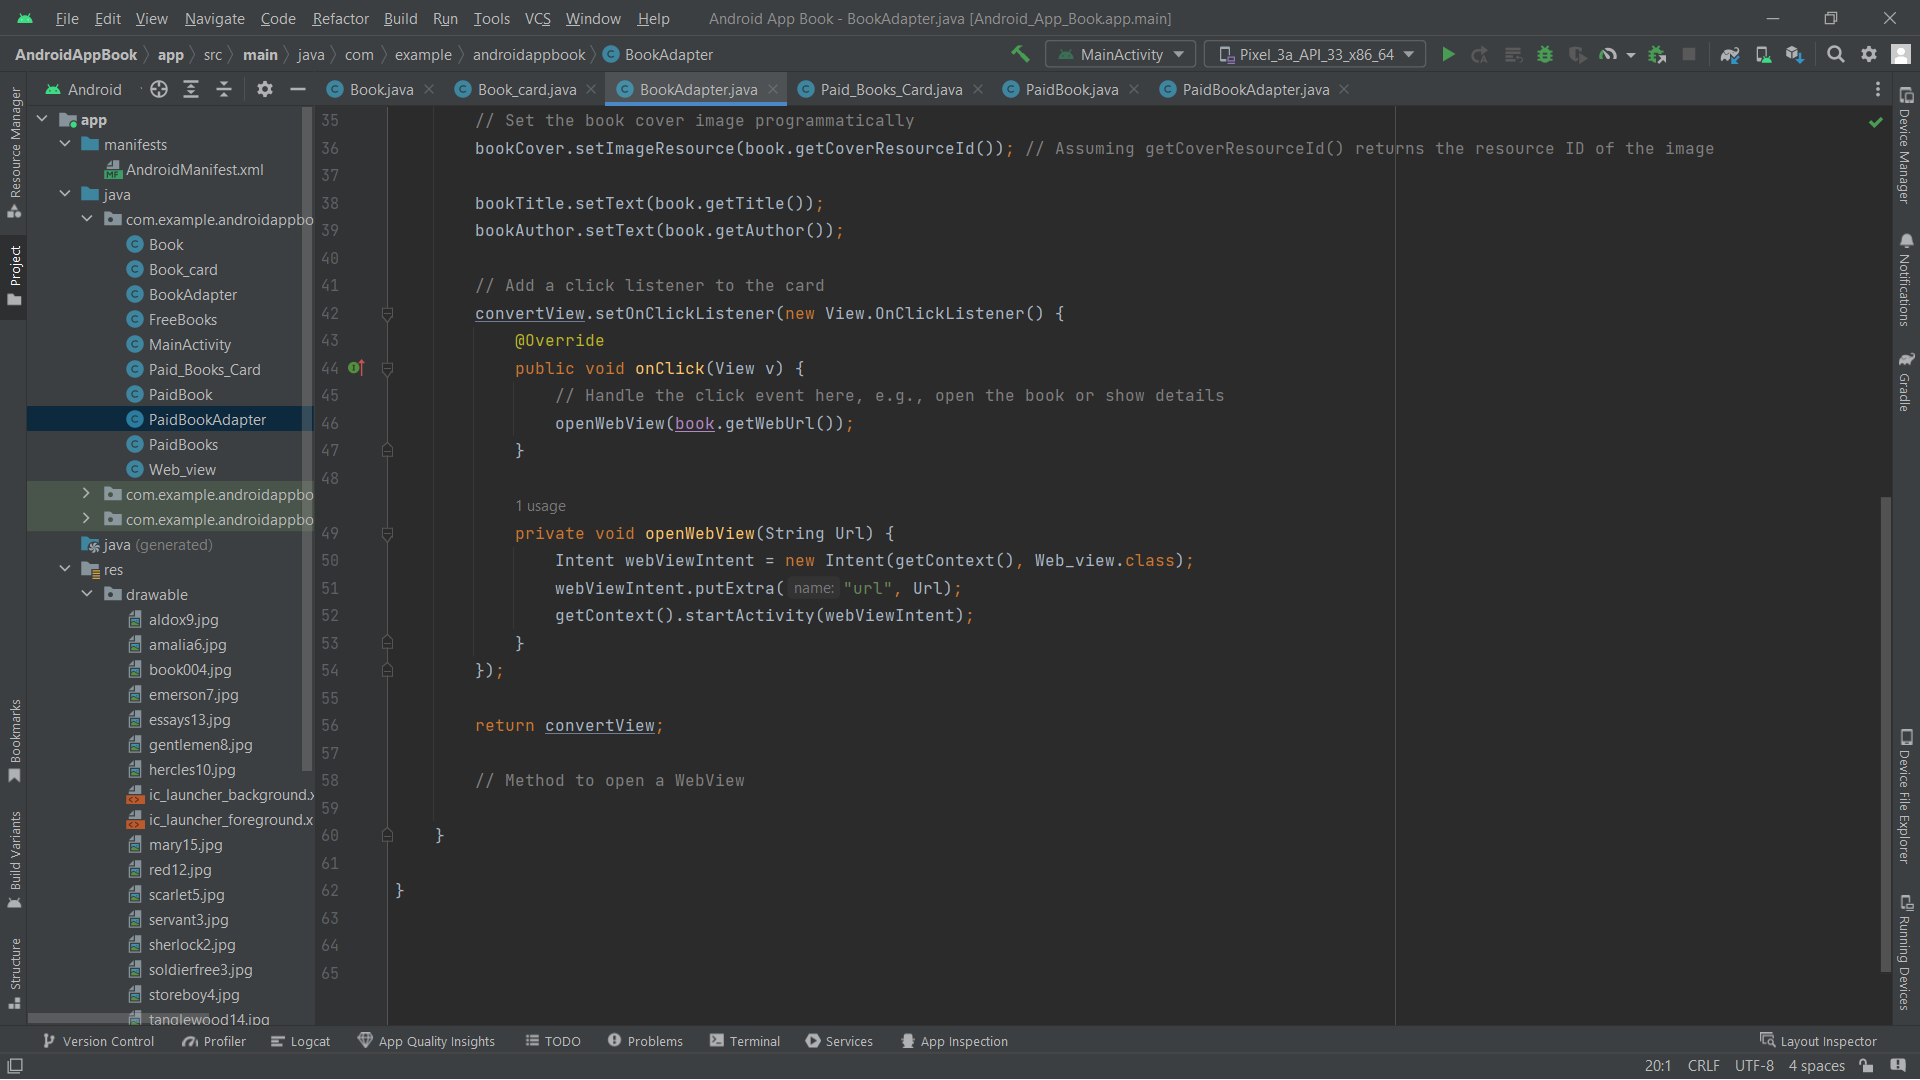 File Edit View Navigate Code Refactor Build Run Tools VCS Window Help Android App Book - BookAdapter.java [Android_App_Book.app.main]
AndroidAppBook app src main java com example androidappbook BookAdapter MainActivity Pixel_3a_API_33_x86_64
Android Book.java Book_card.java BookAdapter.java Paid_Books_Card.java PaidBook.java PaidBookAdapter.java
Resource Manager
Project
Bookmarks
Build Variants
Structure
app
manifests
AndroidManifest.xml
java
com.example.androidappbo
Book
Book_card
BookAdapter
FreeBooks
MainActivity
Paid_Books_Card
PaidBook
PaidBookAdapter
PaidBooks
Web_view
com.example.androidappbo
com.example.androidappbo
java (generated)
res
drawable
aldox9.jpg
amalia6.jpg
book004.jpg
emerson7.jpg
essays13.jpg
gentlemen8.jpg
hercles10.jpg
ic_launcher_background.x
ic_launcher_foreground.x
mary15.jpg
red12.jpg
scarlet5.jpg
servant3.jpg
sherlock2.jpg
soldierfree3.jpg
storeboy4.jpg
tanglewood14.jpg
35 // Set the book cover image programmatically
36 bookCover.setImageResource(book.getCoverResourceId()); // Assuming getCoverResourceId() returns the resource ID of the image
37
38 bookTitle.setText(book.getTitle());
39 bookAuthor.setText(book.getAuthor());
40
41 // Add a click listener to the card
42 convertView.setOnClickListener(new View.OnClickListener() {
43 @Override
44 public void onClick(View v) {
45 // Handle the click event here, e.g., open the book or show details
46 openWebView(book.getWebUrl());
47 }
48
1 usage
49 private void openWebView(String Url) {
50 Intent webViewIntent = new Intent(getContext(), Web_view.class);
51 webViewIntent.putExtra( name: "url", Url);
52 getContext().startActivity(webViewIntent);
53 }
54 });
55
56 return convertView;
57
58 // Method to open a WebView
59
60 }
61
62 }
63
64
65
Device Manager
Notifications
Gradle
Device File Explorer
Running Devices
Version Control Profiler Logcat App Quality Insights TODO Problems Terminal Services App Inspection Layout Inspector
20:1 CRLF UTF-8 4 spaces